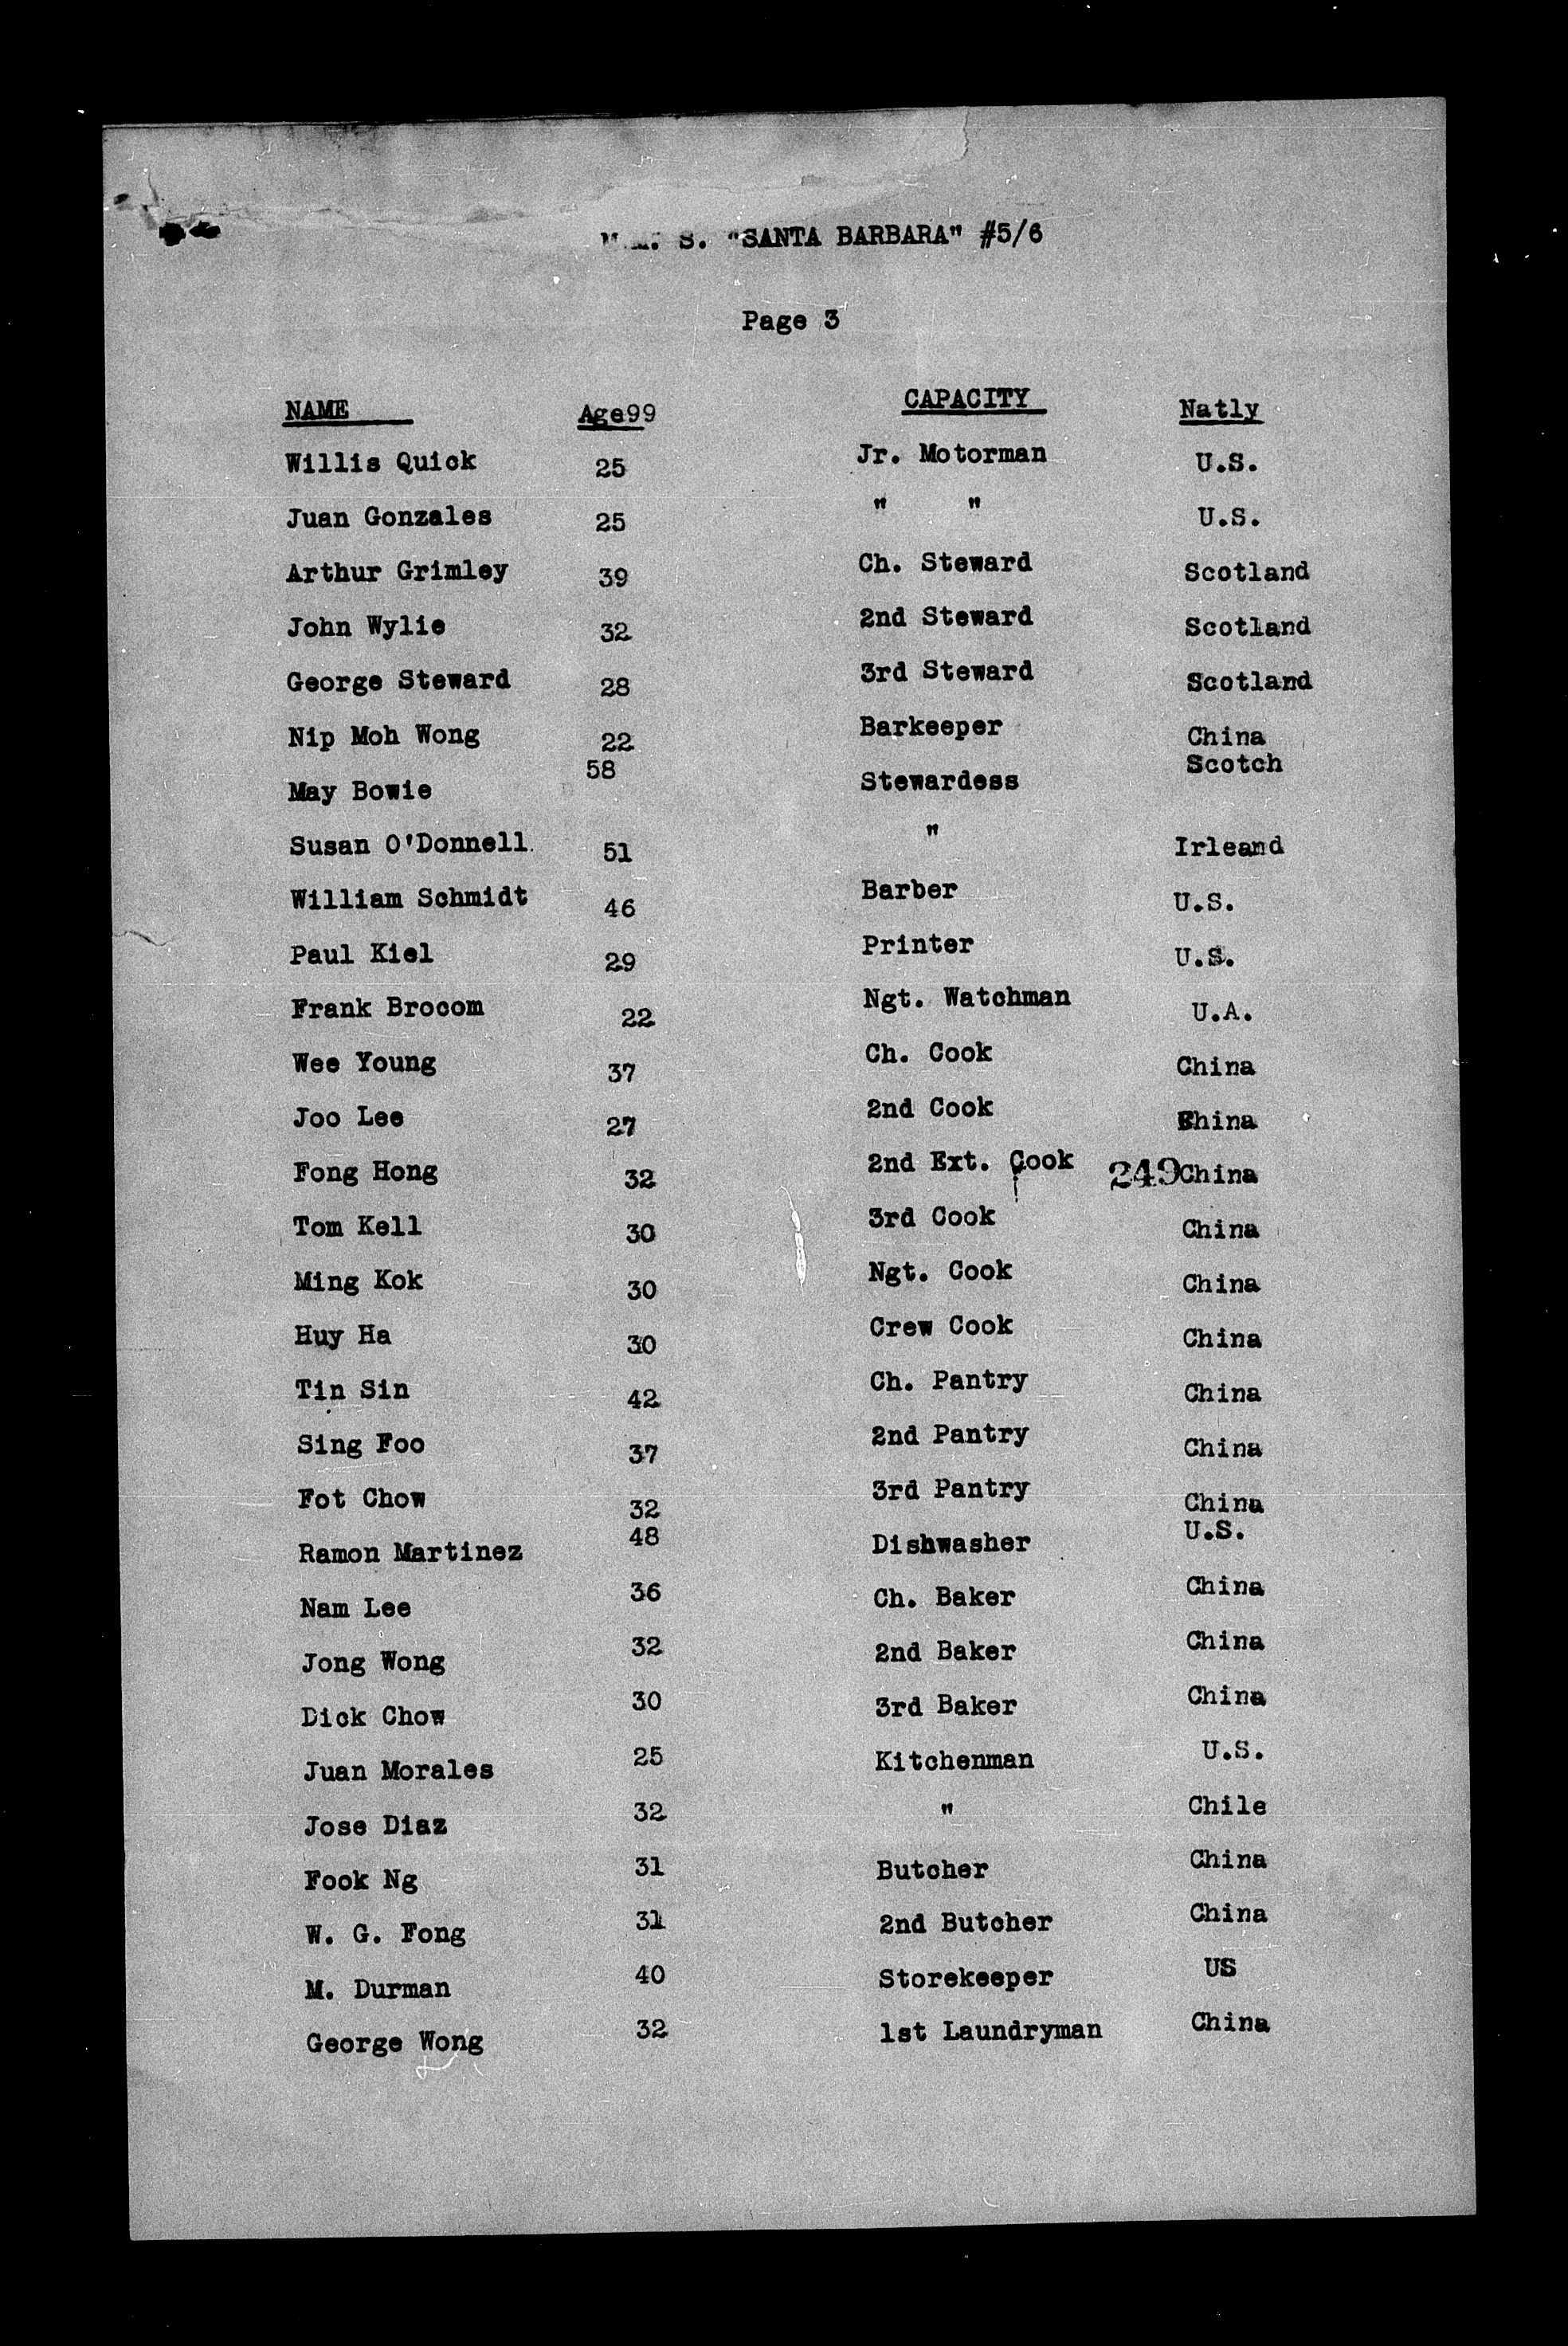 S. "SANTA BARBARA" #5/6
Page 3
NAME Age99 CAPACITY Natly
Willis Quick 25 Jr. Motorman U.S.
Juan Gonzales 25 " " U.S.
Arthur Grimley 39 Ch. Steward Scotland
John Wylie 32 2nd Steward Scotland
George Steward 28 3rd Steward Scotland
Nip Moh Wong 22 Barkeeper China
May Bowie 58 Stewardess Scotch
Susan O'Donnell 51 " Irleand
William Schmidt 46 Barber U.S.
Paul Kiel 29 Printer U.S.
Frank Brocom 22 Ngt. Watchman U.A.
Wee Young 37 Ch. Cook China
Joo Lee 27 2nd Cook China
Fong Hong 32 2nd Ext. Cook 249 China
Tom Kell 30 3rd Cook China
Ming Kok 30 Ngt. Cook China
Huy Ha 30 Crew Cook China
Tin Sin 42 Ch. Pantry China
Sing Foo 37 2nd Pantry China
Fot Chow 32 3rd Pantry China
Ramon Martinez 48 Dishwasher U.S.
Nam Lee 36 Ch. Baker China
Jong Wong 32 2nd Baker China
Dick Chow 30 3rd Baker China
Juan Morales 25 Kitchenman U.S.
Jose Diaz 32 " Chile
Fook Ng 31 Butcher China
W. G. Fong 31 2nd Butcher China
M. Durman 40 Storekeeper US
George Wong 32 1st Laundryman China